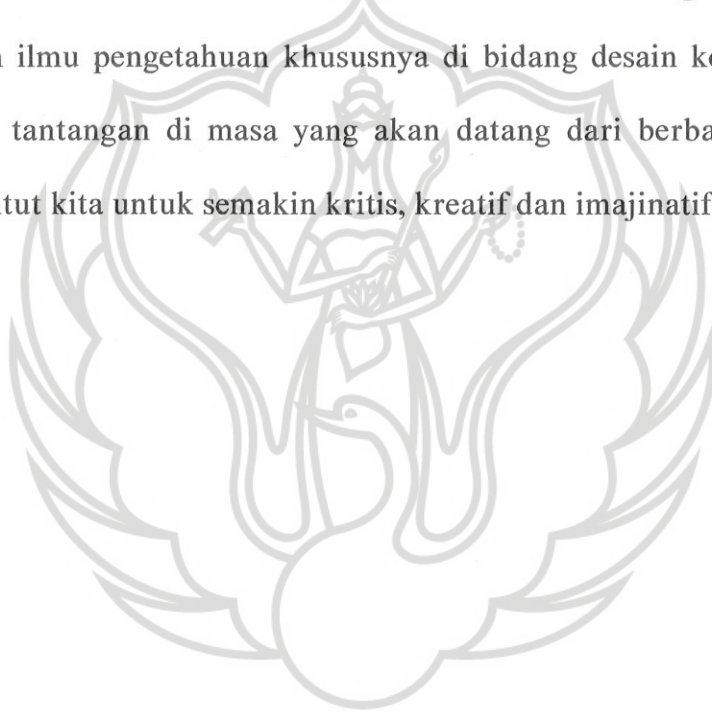 ilmu pengetahuan khususnya di bidang desain
tantangan di masa yang akan datang dari
kita untuk semakin kritis, kreatif dan imajinatif